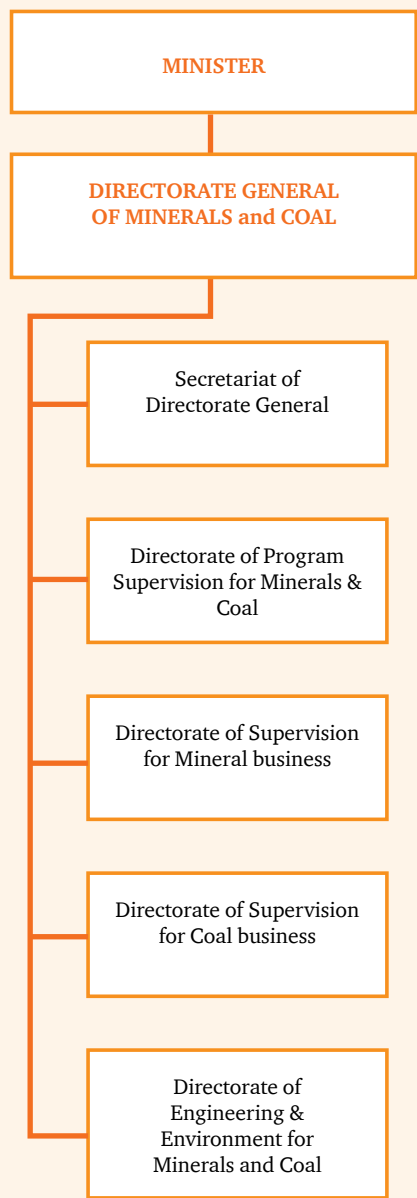 MINISTER
DIRECTORATE GENERAL
OF MINERALS and COAL
Secretariat of
Directorate General
Directorate of Program
Supervision for Minerals &
Coal
Directorate of Supervision
for Mineral business
Directorate of Supervision
for Coal business
Directorate of
Engineering &
Environment for
Minerals and Coal